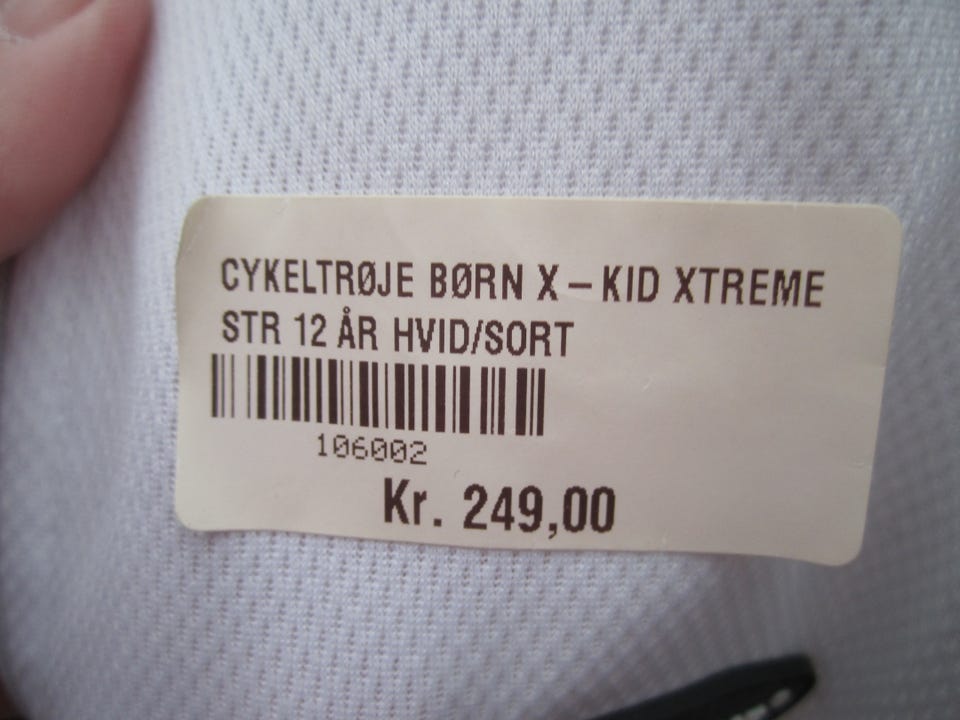 CYKELTRØJE BØRN X – KID XTREME
STR 12 ÅR HVID/SORT
106002
Kr. 249,00